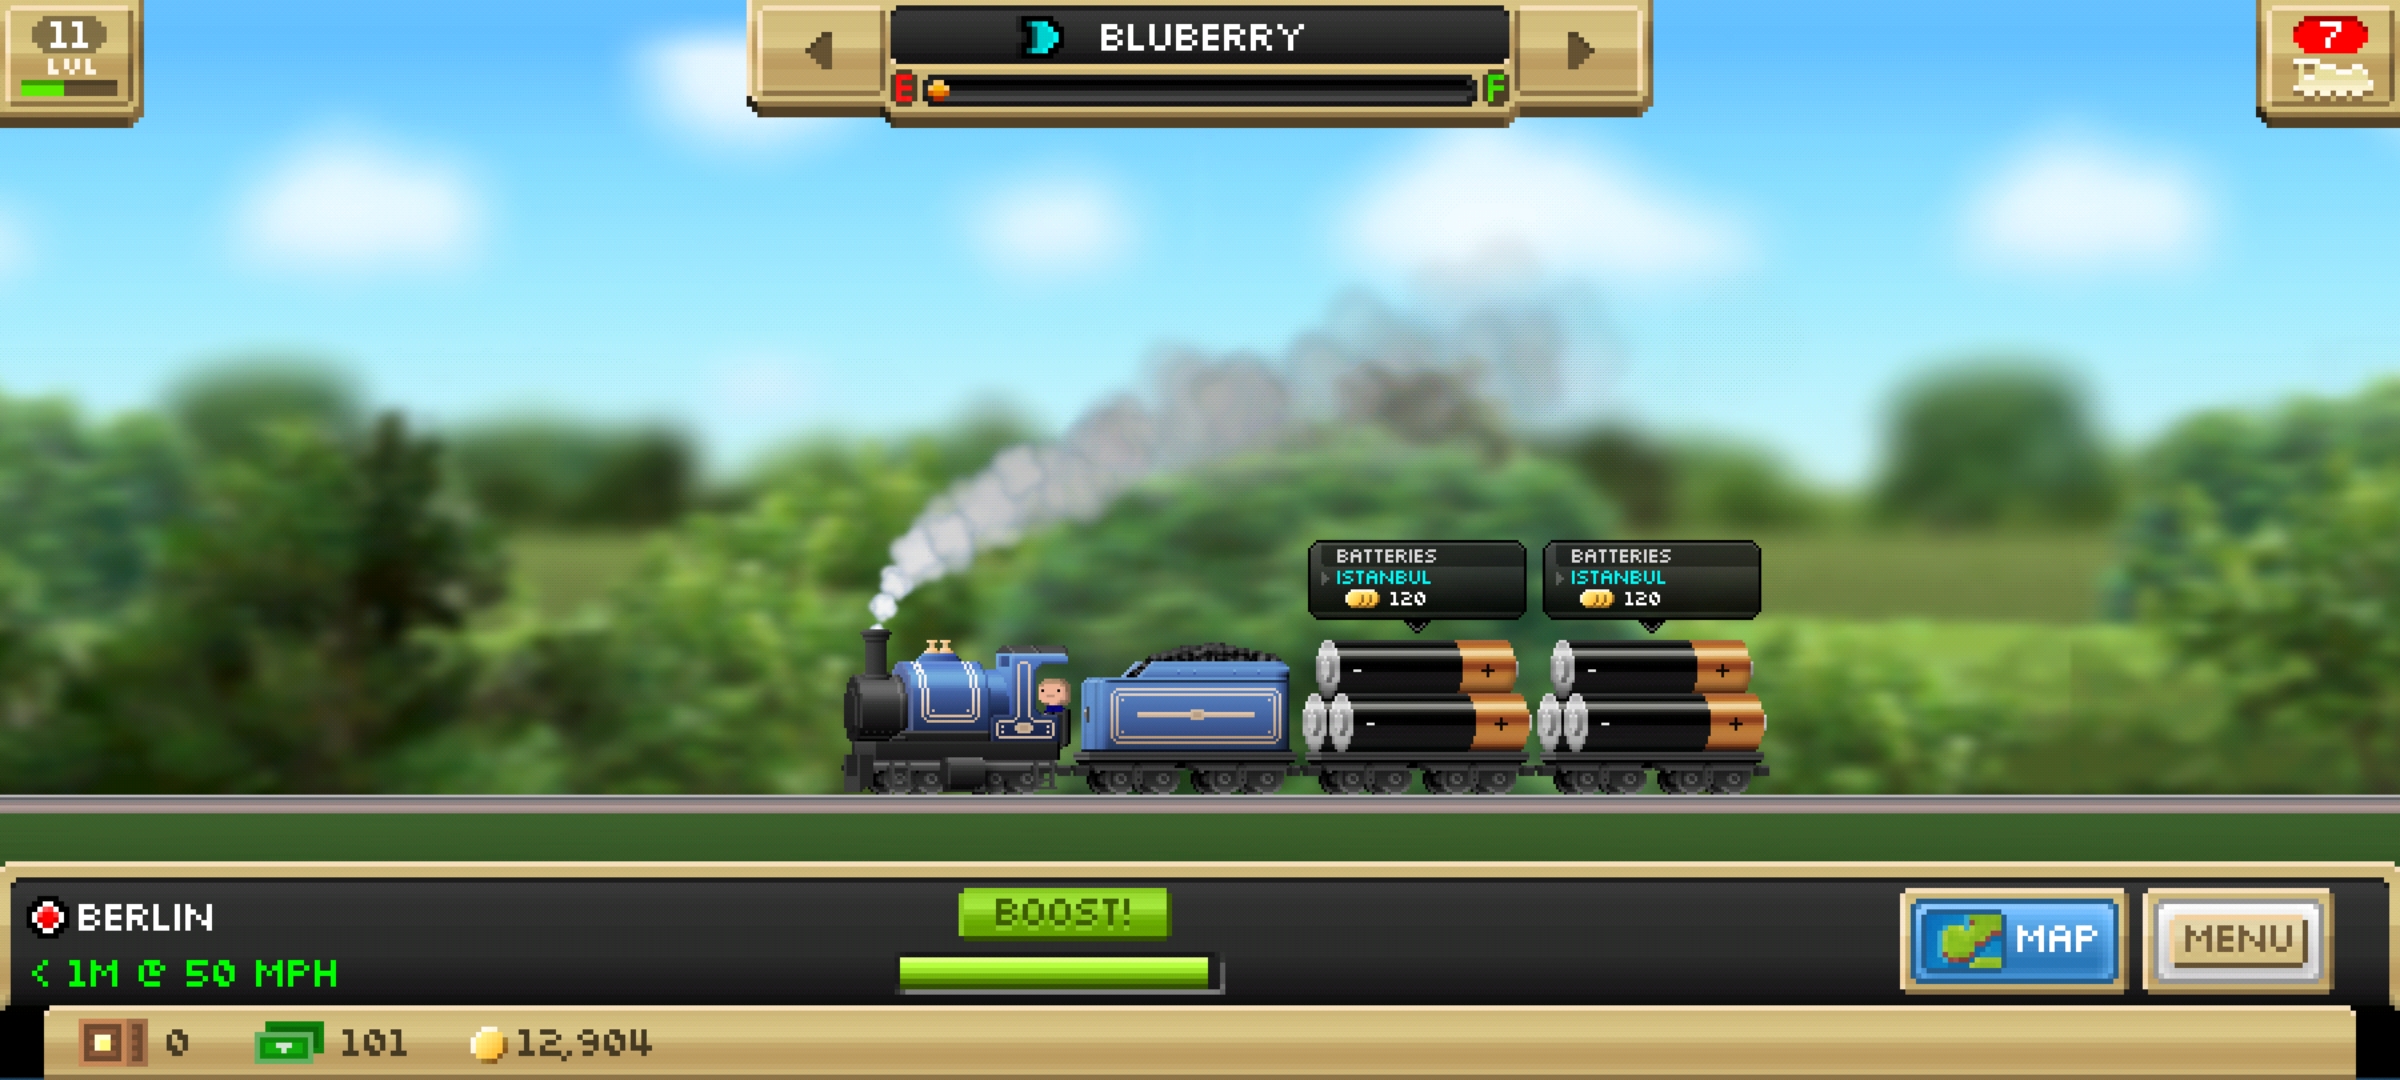 11
LVL
BLUBERRY
E F
7
BATTERIES
ISTANBUL
120
BATTERIES
ISTANBUL
120
- +
- +
- +
- +
BERLIN
< 1M @ 50 MPH
BOOST!
MAP
MENU
0
101
12,904